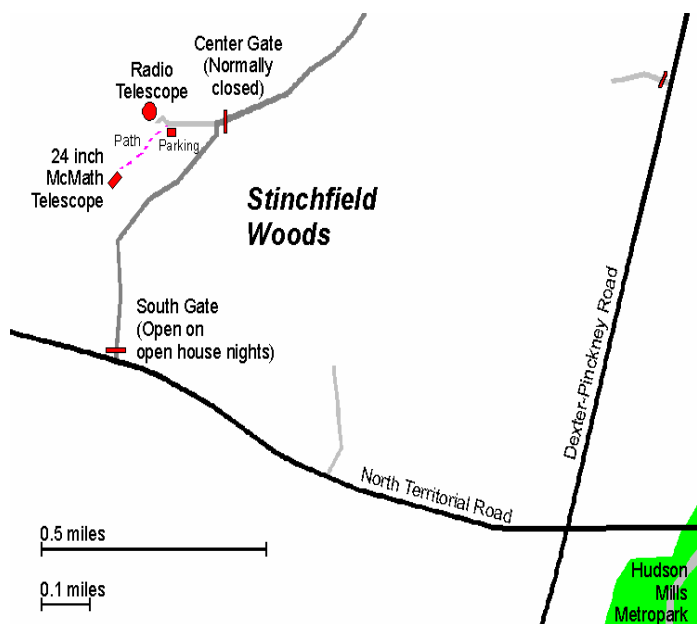 Center Gate
(Normally
closed)
Radio
Telescope
Path
Parking
24 inch
McMath
Telescope
Stinchfield
Woods
South Gate
(Open on
open house nights)
Dexter-Pinckney Road
North Territorial Road
0.5 miles
0.1 miles
Hudson
Mills
Metropark